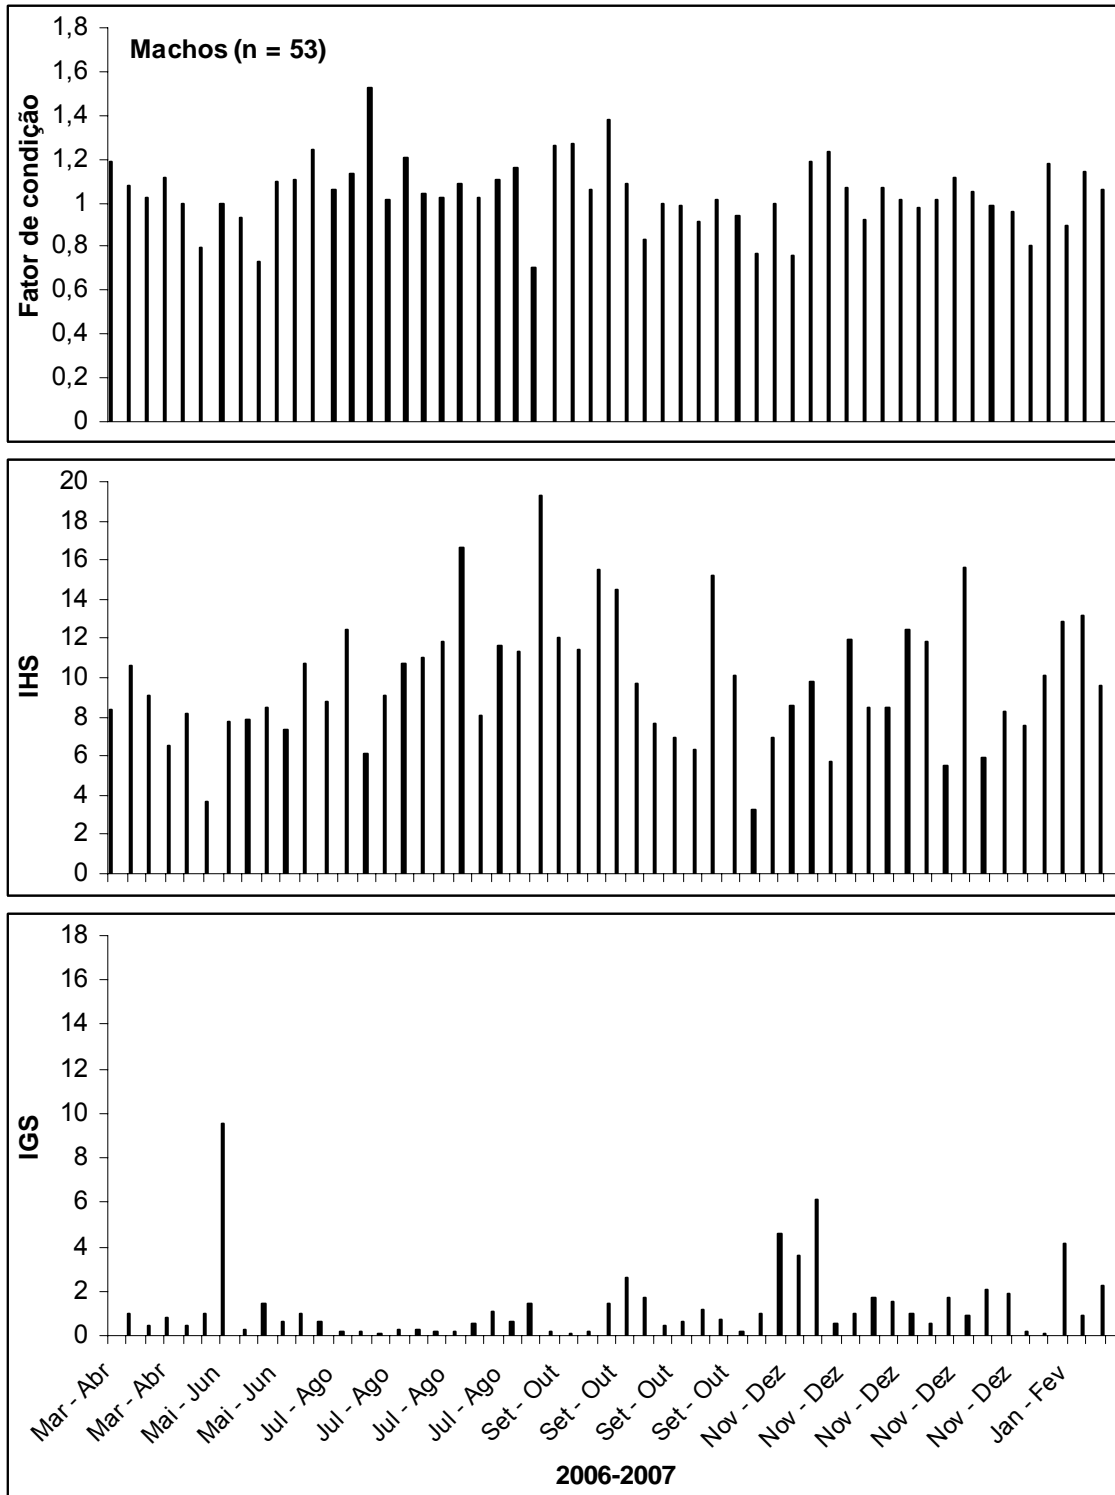 Machos (n = 53)
Fator de condição
1,8
1,6
1,4
1,2
1
0,8
0,6
0,4
0,2
0
IHS
20
18
16
14
12
10
8
6
4
2
0
IGS
18
16
14
12
10
8
6
4
2
0
Mar - Abr
Mar - Abr
Mai - Jun
Mai - Jun
Jul - Ago
Jul - Ago
Jul - Ago
Jul - Ago
Set - Out
Set - Out
Set - Out
Set - Out
Nov - Dez
Nov - Dez
Nov - Dez
Nov - Dez
Nov - Dez
Jan - Fev
2006-2007